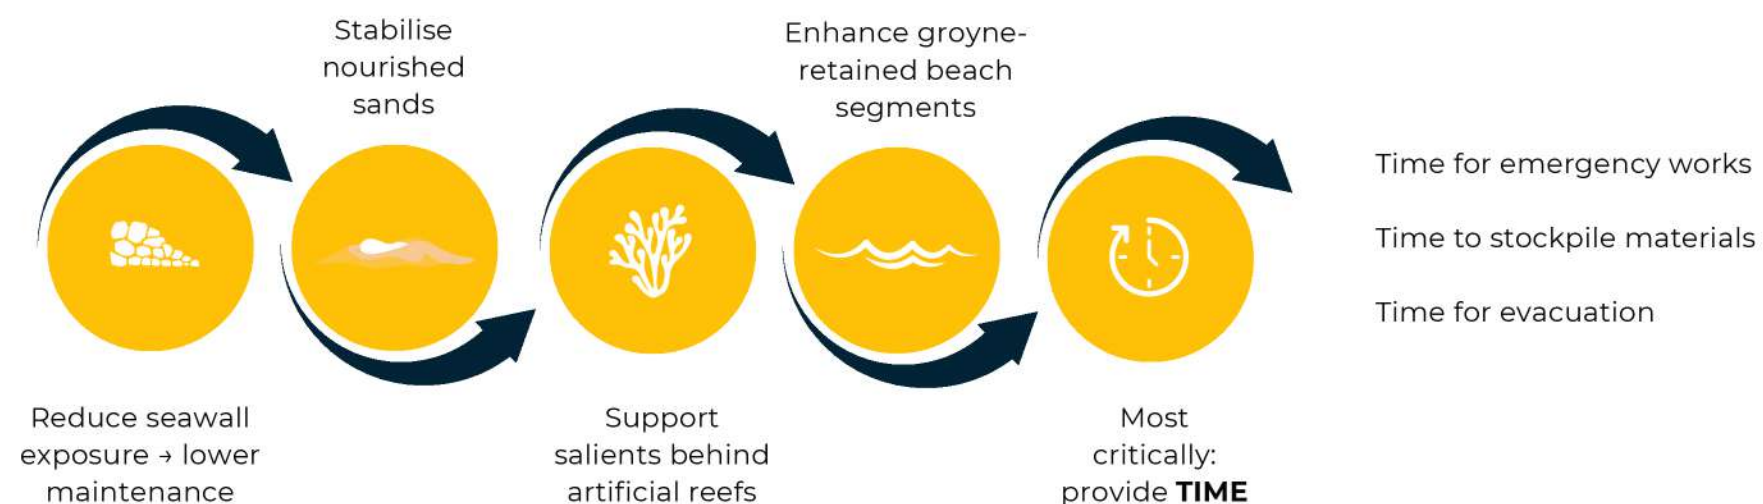 Reduce seawall
exposure → lower
maintenance
Stabilise
nourished
sands
Support
salients behind
artificial reefs
Enhance groyne-
retained beach
segments
Most
critically:
provide TIME
Time for emergency works
Time to stockpile materials
Time for evacuation